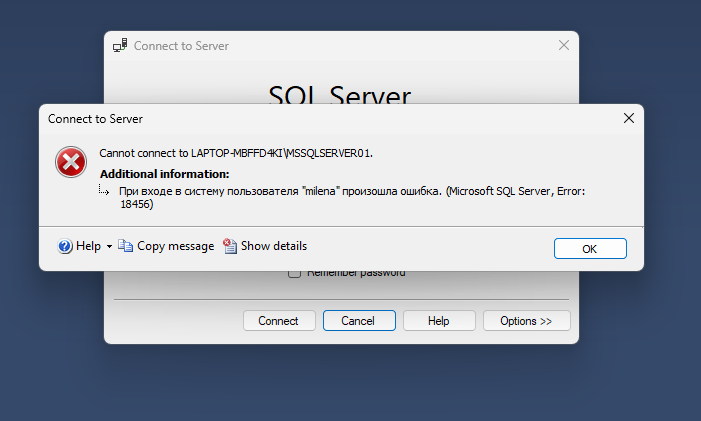 Connect to Server
SQL Server
Connect to Server
Cannot connect to LAPTOP-MBFFD4KI\MSSQLSERVER01.
Additional information:
При входе в систему пользователя "milena" произошла ошибка. (Microsoft SQL Server, Error:
18456)
Help
Copy message
Show details
OK
Remember password
Connect
Cancel
Help
Options >>